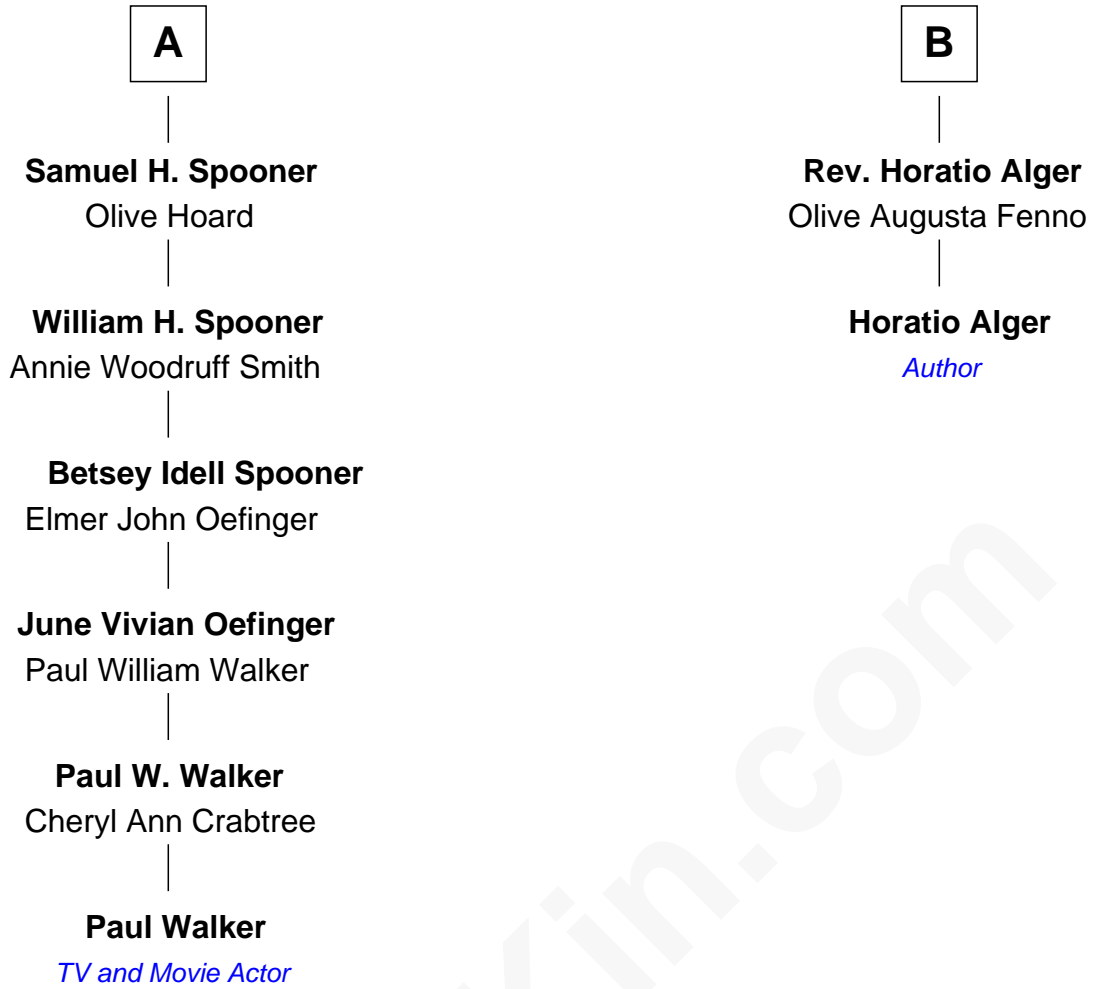 A
Samuel H. Spooner
Olive Hoard
William H. Spooner
Annie Woodruff Smith
Betsey Idell Spooner
Elmer John Oefinger
June Vivian Oefinger
Paul William Walker
Paul W. Walker
Cheryl Ann Crabtree
Paul Walker
TV and Movie Actor
B
Rev. Horatio Alger
Olive Augusta Fenno
Horatio Alger
Author
Kin.com